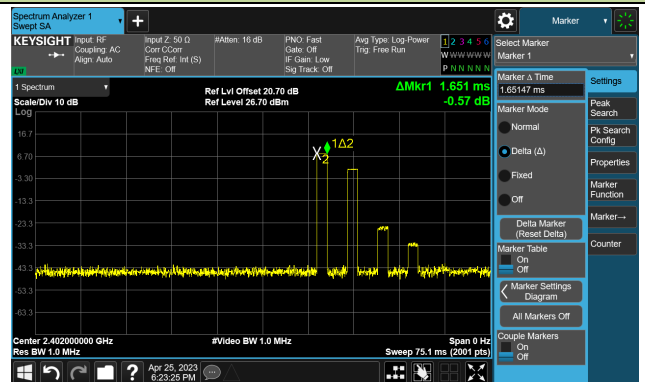 Spectrum Analyzer 1
Swept SA
Marker
KEYSIGHT
Input: RF
Coupling: AC
Align: Auto
Input Z: 50 Ω
Corr CCorr
Freq Ref: Int (S)
NFE: Off
#Atten: 16 dB
PNO: Fast
Gate: Off
IF Gain: Low
Sig Track: Off
Avg Type: Log-Power
Trig: Free Run
1 2 3 4 5 6
W W W W W W
P N N N N N
LXI
1 Spectrum
Scale/Div 10 dB
Log
Ref Lvl Offset 20.70 dB
Ref Level 26.70 dBm
ΔMkr1 1.651 ms
-0.57 dB
16.7
6.70
-3.30
-13.3
-23.3
-33.3
-43.3
-53.3
-63.3
1Δ2
2
Center 2.402000000 GHz
Res BW 1.0 MHz
#Video BW 1.0 MHz
Span 0 Hz
Sweep 75.1 ms (2001 pts)
Select Marker
Marker 1
Marker Δ Time
1.65147 ms
Marker Mode
Normal
Delta (Δ)
Fixed
Off
Delta Marker
(Reset Delta)
Marker Table
On
Off
Marker Settings
Diagram
All Markers Off
Couple Markers
On
Off
Settings
Peak
Search
Pk Search
Config
Properties
Marker
Function
Marker→
Counter
Apr 25, 2023
6:23:25 PM